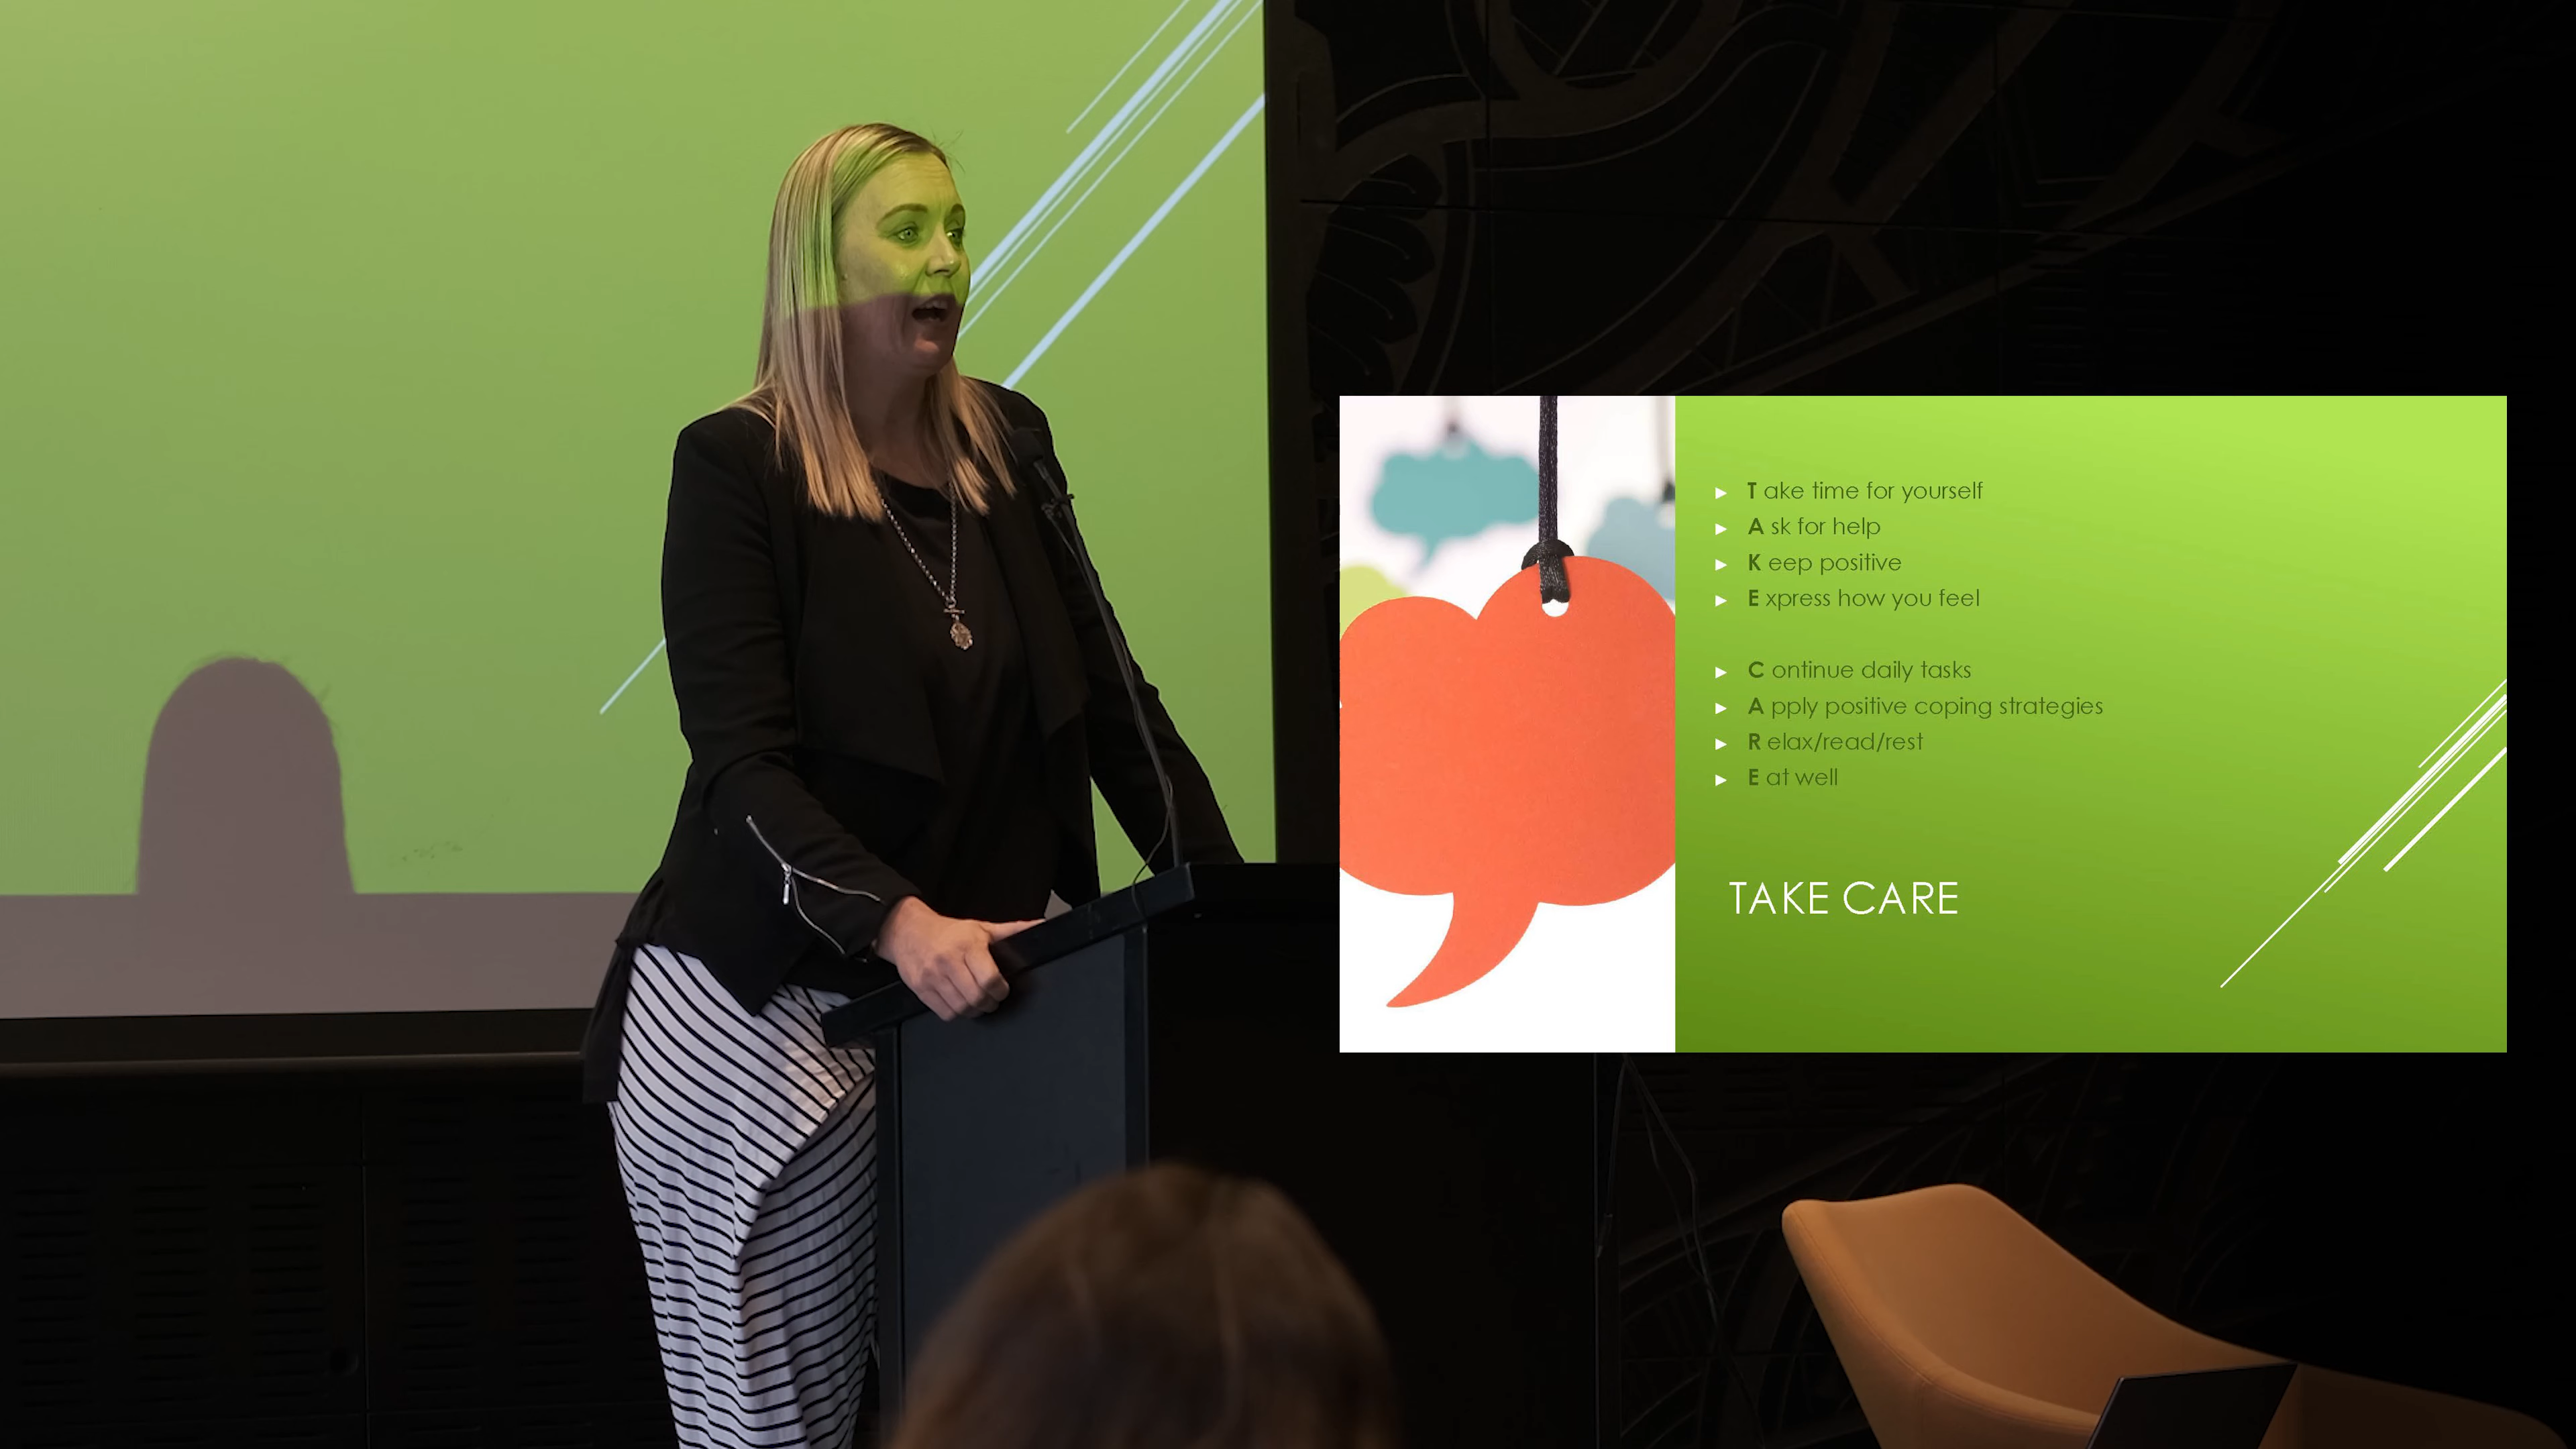 T ake time for yourself
A sk for help
K eep positive
E xpress how you feel
C ontinue daily tasks
A pply positive coping strategies
R elax/read/rest
E at well
TAKE CARE